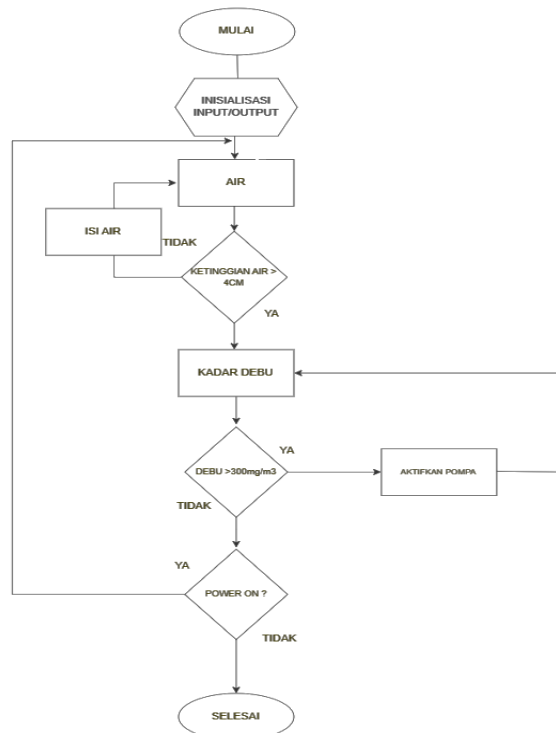 MULAI
INISIALISASI
INPUT/OUTPUT
AIR
ISI AIR
TIDAK
KETINGGIAN AIR >
4CM
YA
KADAR DEBU
YA
DEBU >300mg/m3
AKTIFKAN POMPA
TIDAK
YA
POWER ON ?
TIDAK
SELESAI